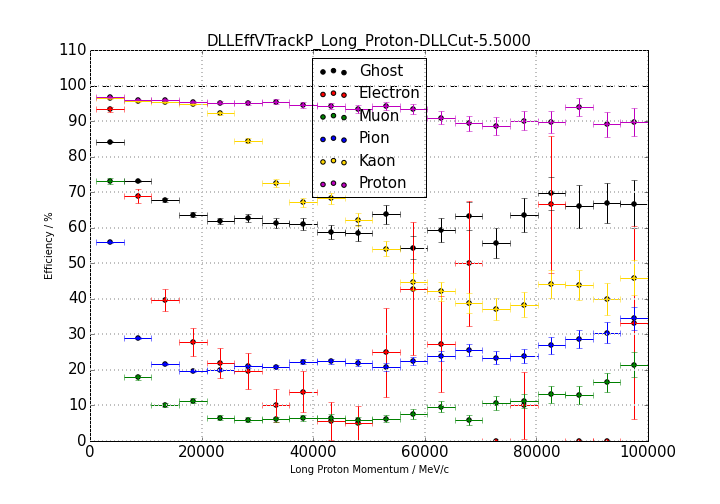 DLLEffVTrackP_Long_Proton-DLLCut-5.5000
110
100
90
80
70
60
50
40
30
20
10
0
Efficiency / %
Ghost
Electron
Muon
Pion
Kaon
Proton
0 20000 40000 60000 80000 100000
Long Proton Momentum / MeV/c